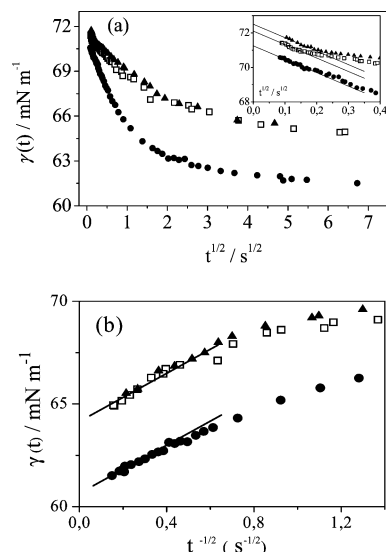 (a)
72
69
66
63
60
γ(t) / mN m⁻¹
0 1 2 3 4 5 6 7
t^1/2 / s^1/2
72
70
68
0,0 0,1 0,2 0,3 0,4
t^1/2 / s^1/2
(b)
70
65
60
γ(t) / mN m⁻¹
0,0 0,4 0,8 1,2
t^-1/2 (s^-1/2)